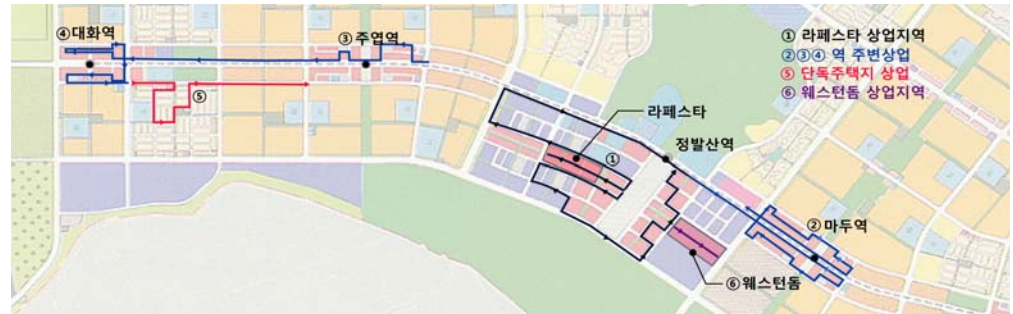 ④대화역
③주엽역
① 라페스타 상업지역
②③④ 역 주변상업
⑤ 단독주택지 상업
⑥ 웨스턴돔 상업지역
⑤
라페스타
정발산역
①
②마두역
⑥웨스턴돔